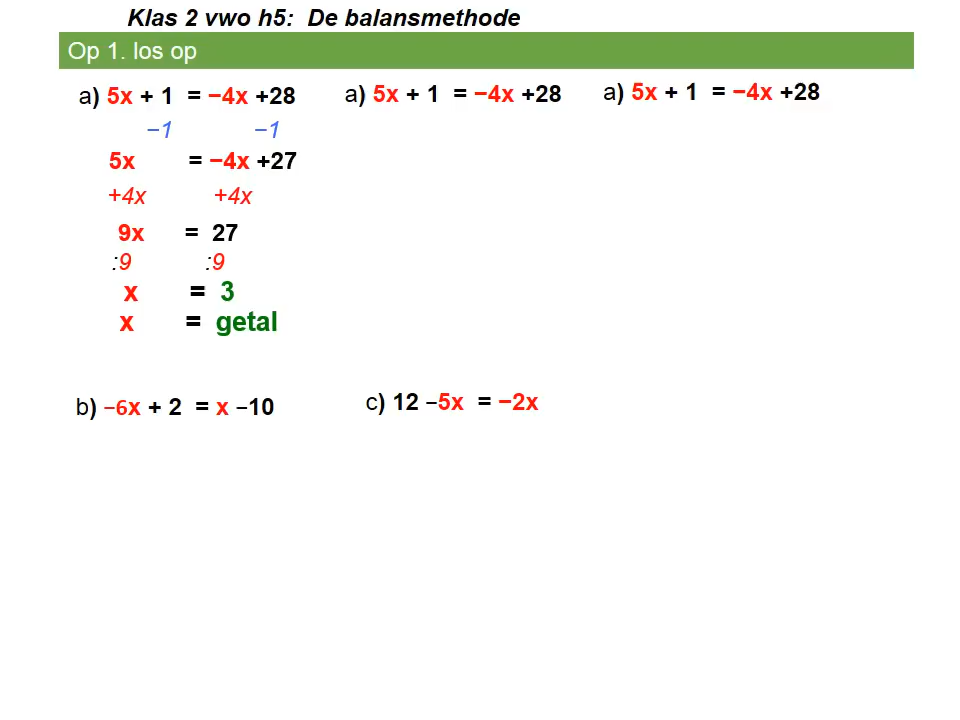 Klas 2 vwo h5: De balansmethode
Op 1. los op
a) 5x + 1 = −4x +28
−1 −1
5x = −4x +27
+4x +4x
9x = 27
:9 :9
x = 3
x = getal
a) 5x + 1 = −4x +28
a) 5x + 1 = −4x +28
b) −6x + 2 = x −10
c) 12 −5x = −2x